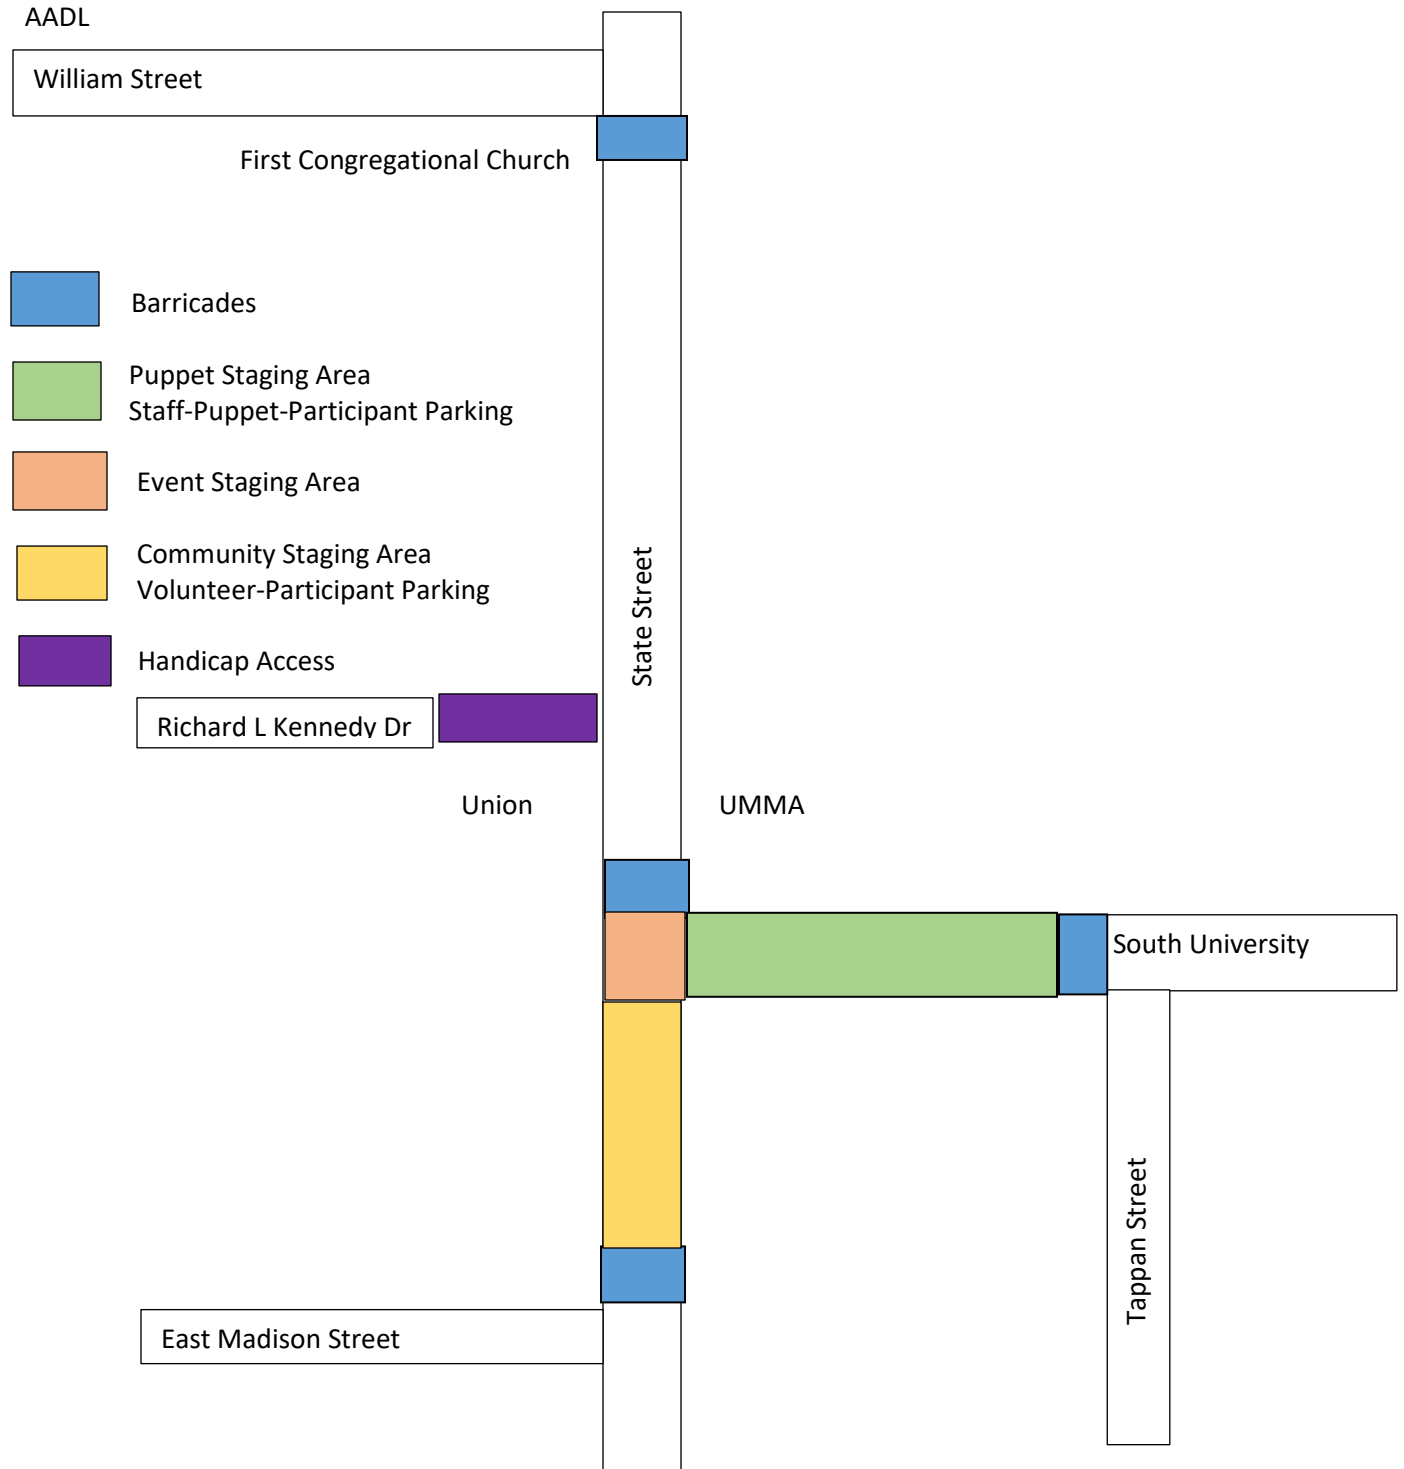 AADL
William Street
First Congregational Church
Barricades
Puppet Staging Area
Staff-Puppet-Participant Parking
Event Staging Area
Community Staging Area
Volunteer-Participant Parking
State Street
Handicap Access
Richard L Kennedy Dr
Union
UMMA
South University
Tappan Street
East Madison Street